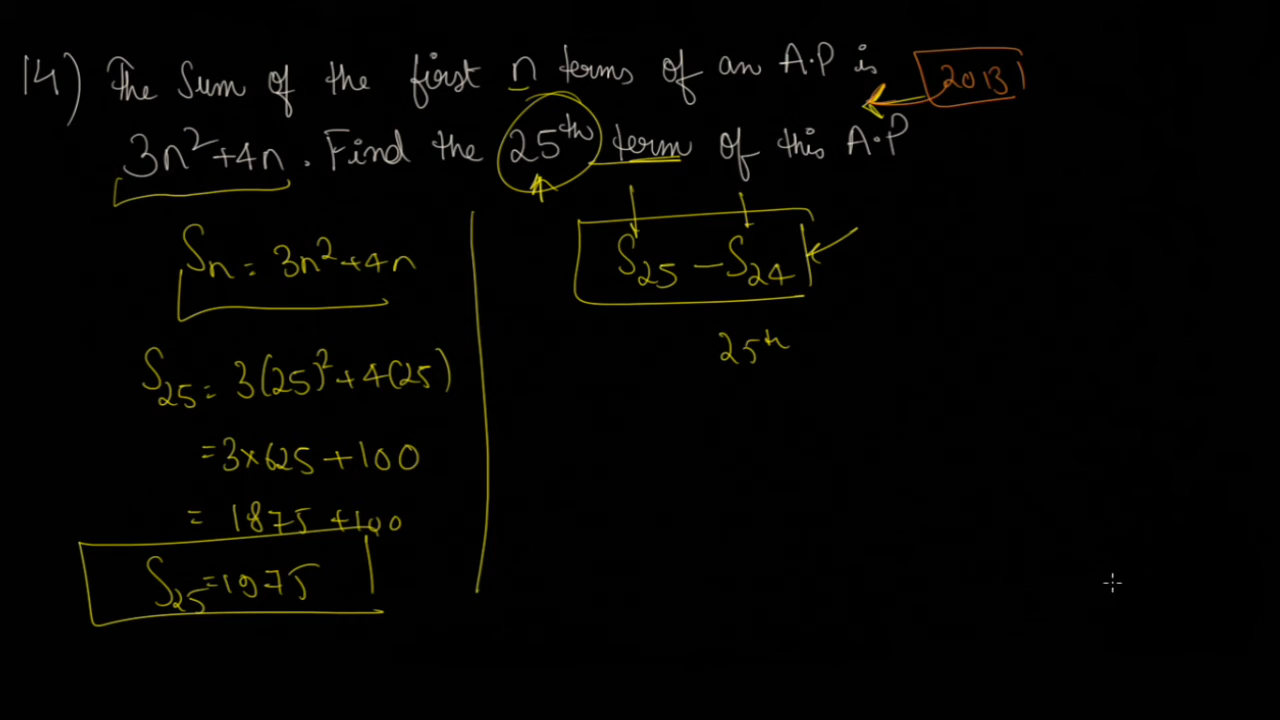 14) The Sum of the first n terms of an A.P is 2013
3n²+4n. Find the 25th term of this A.P
Sn = 3n²+4n
S25 = 3(25)²+4(25)
=3×625+100
= 1875+100
S25=1975
S25 – S24
25th